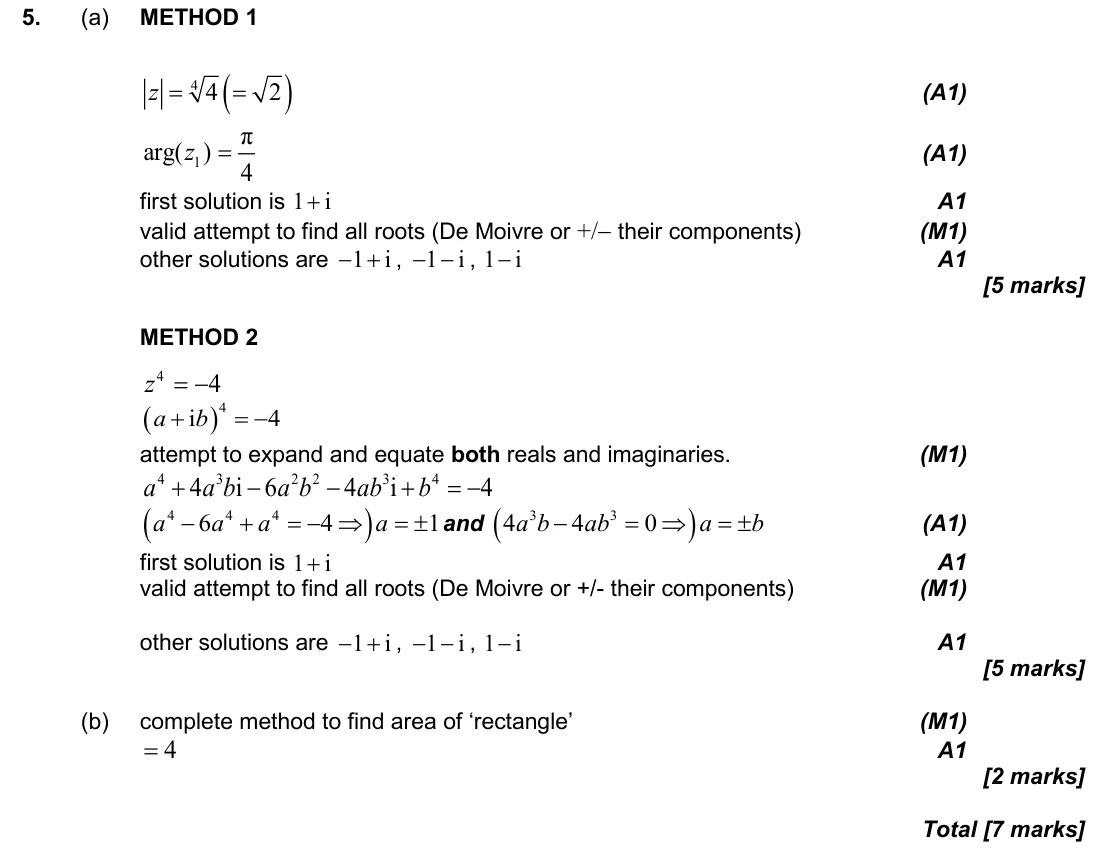 5. (a) METHOD 1
|z| = ∜4 (= √2) (A1)
arg(z₁) = π/4 (A1)
first solution is 1 + i A1
valid attempt to find all roots (De Moivre or +/− their components) (M1)
other solutions are −1 + i , −1 − i , 1 − i A1
[5 marks]
METHOD 2
z⁴ = −4
(a + ib)⁴ = −4
attempt to expand and equate both reals and imaginaries. (M1)
a⁴ + 4a³bi − 6a²b² − 4ab³i + b⁴ = −4
(a⁴ − 6a⁴ + a⁴ = −4 ⇒) a = ±1 and (4a³b − 4ab³ = 0 ⇒) a = ±b (A1)
first solution is 1 + i A1
valid attempt to find all roots (De Moivre or +/- their components) (M1)
other solutions are −1 + i , −1 − i , 1 − i A1
[5 marks]
(b) complete method to find area of ‘rectangle’ (M1)
= 4 A1
[2 marks]
Total [7 marks]